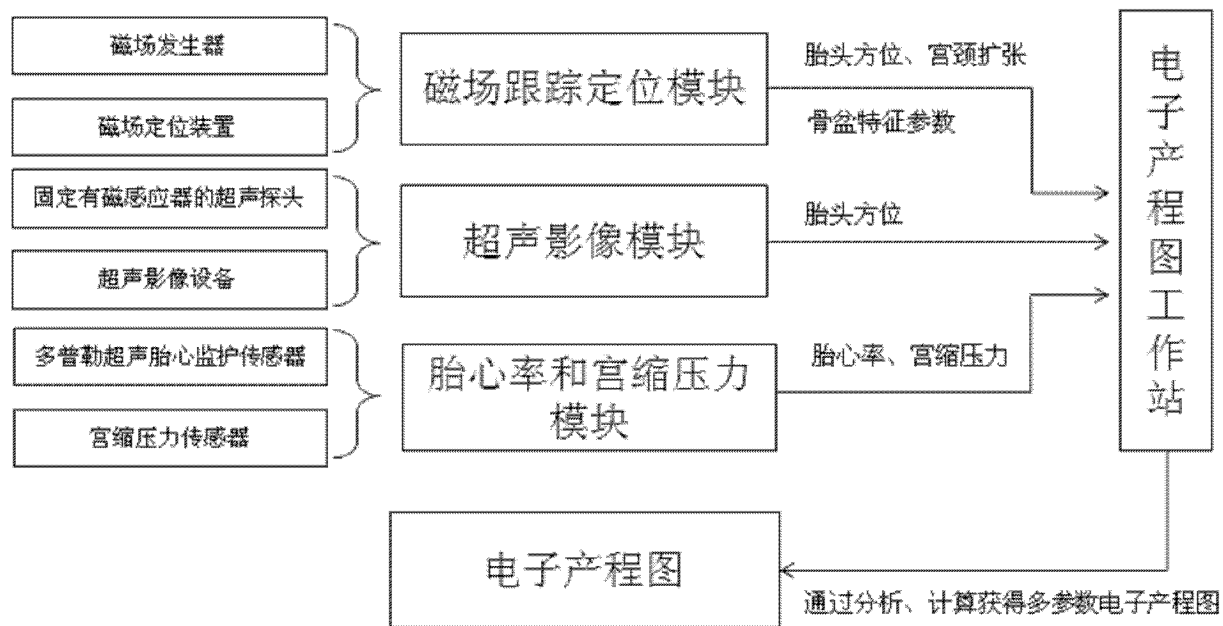 磁场发生器
磁场定位装置
磁场跟踪定位模块
胎头方位、宫颈扩张
骨盆特征参数
固定有磁感应器的超声探头
超声影像设备
超声影像模块
胎头方位
多普勒超声胎心监护传感器
宫缩压力传感器
胎心率和宫缩压力
模块
胎心率、宫缩压力
电子产程图工作站
电子产程图
通过分析、计算获得多参数电子产程图